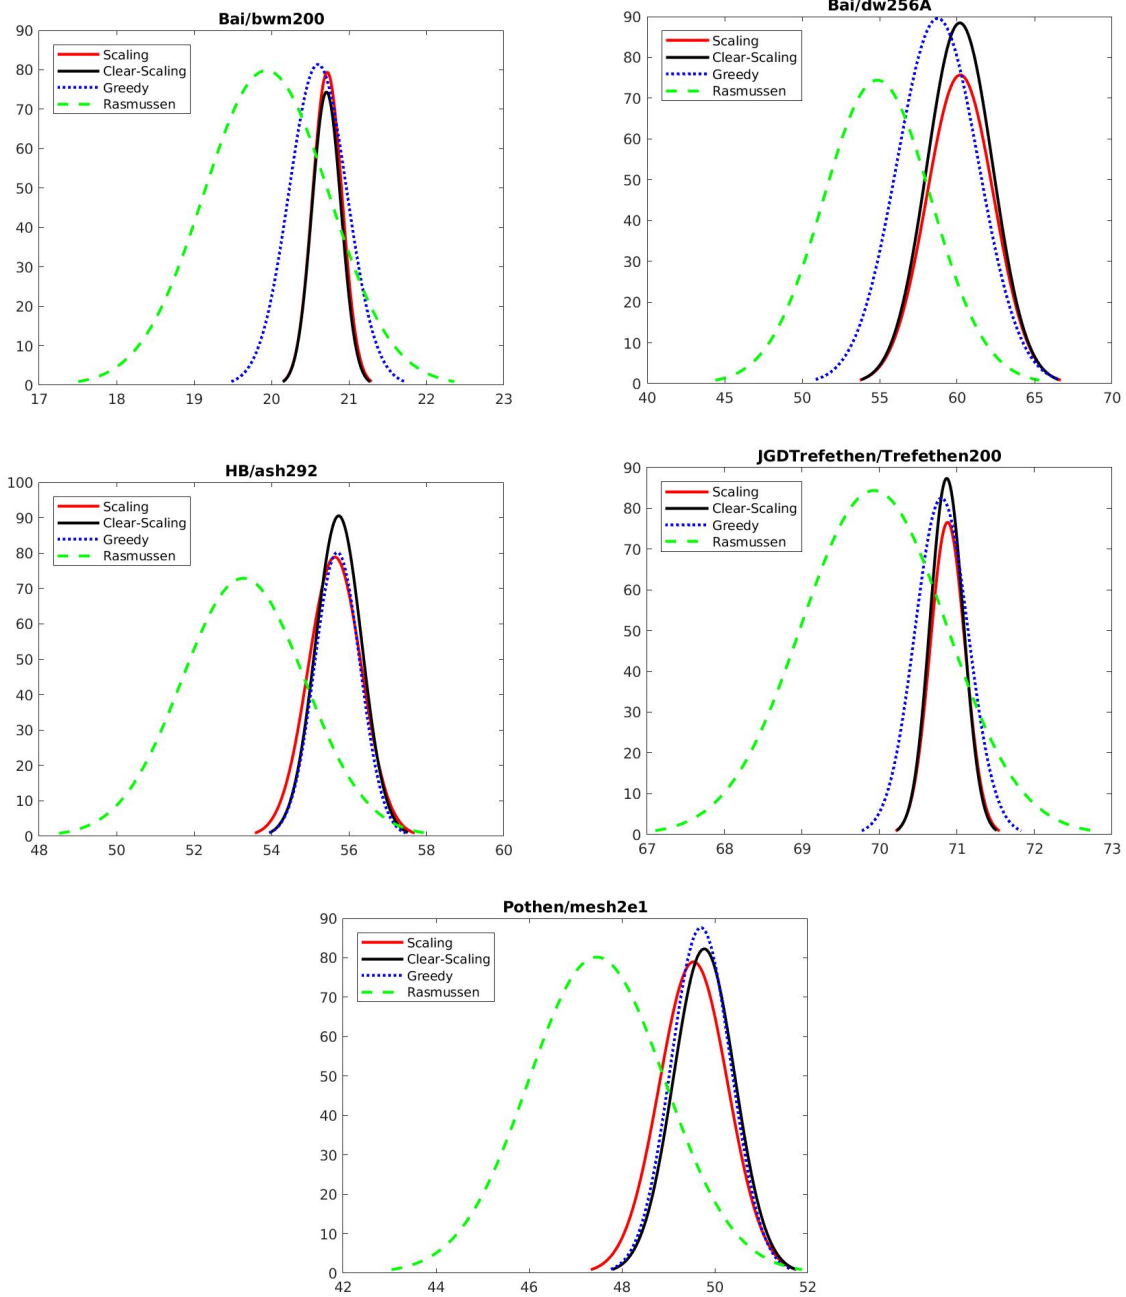 Bai/bwm200
90
80
70
60
50
40
30
20
10
0
Scaling
Clear-Scaling
Greedy
Rasmussen
17 18 19 20 21 22 23
Bai/dw256A
90
80
70
60
50
40
30
20
10
0
Scaling
Clear-Scaling
Greedy
Rasmussen
40 45 50 55 60 65 70
HB/ash292
100
90
80
70
60
50
40
30
20
10
0
Scaling
Clear-Scaling
Greedy
Rasmussen
48 50 52 54 56 58 60
JGDTrefethen/Trefethen200
90
80
70
60
50
40
30
20
10
0
Scaling
Clear-Scaling
Greedy
Rasmussen
67 68 69 70 71 72 73
Pothen/mesh2e1
90
80
70
60
50
40
30
20
10
0
Scaling
Clear-Scaling
Greedy
Rasmussen
42 44 46 48 50 52